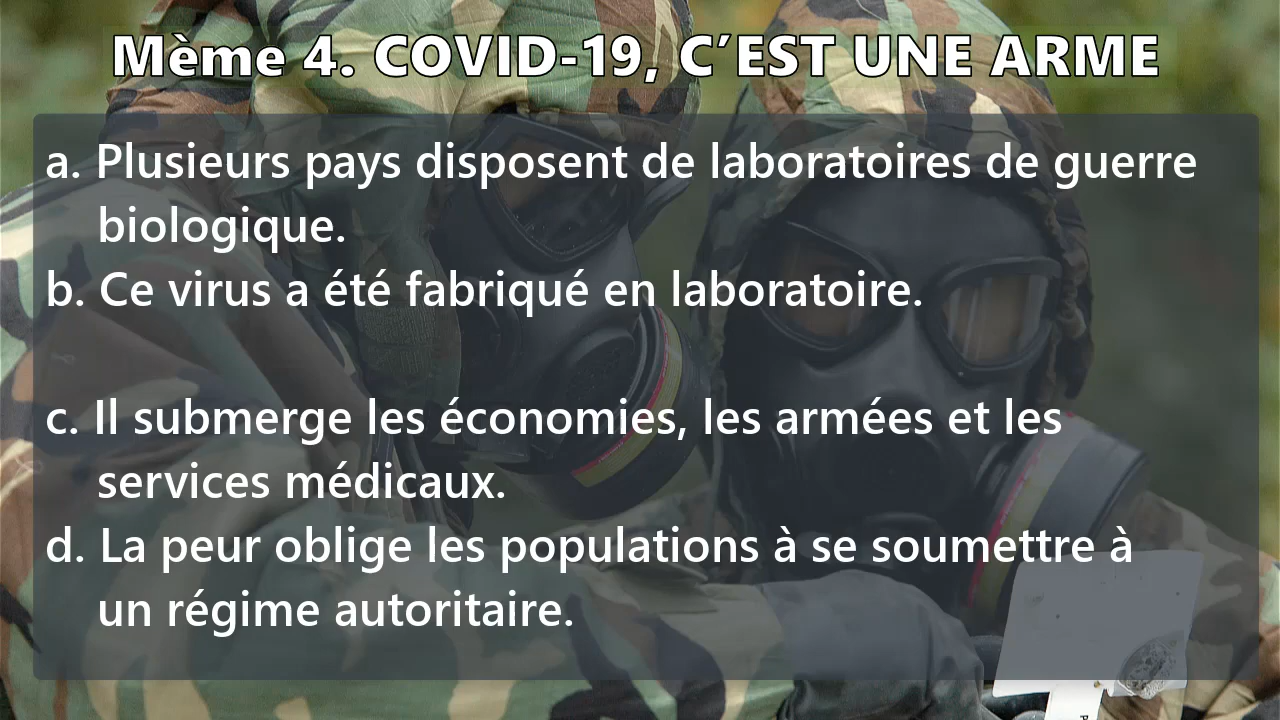 Mème 4. COVID-19, C’EST UNE ARME
a. Plusieurs pays disposent de laboratoires de guerre
biologique.
b. Ce virus a été fabriqué en laboratoire.
c. Il submerge les économies, les armées et les
services médicaux.
d. La peur oblige les populations à se soumettre à
un régime autoritaire.